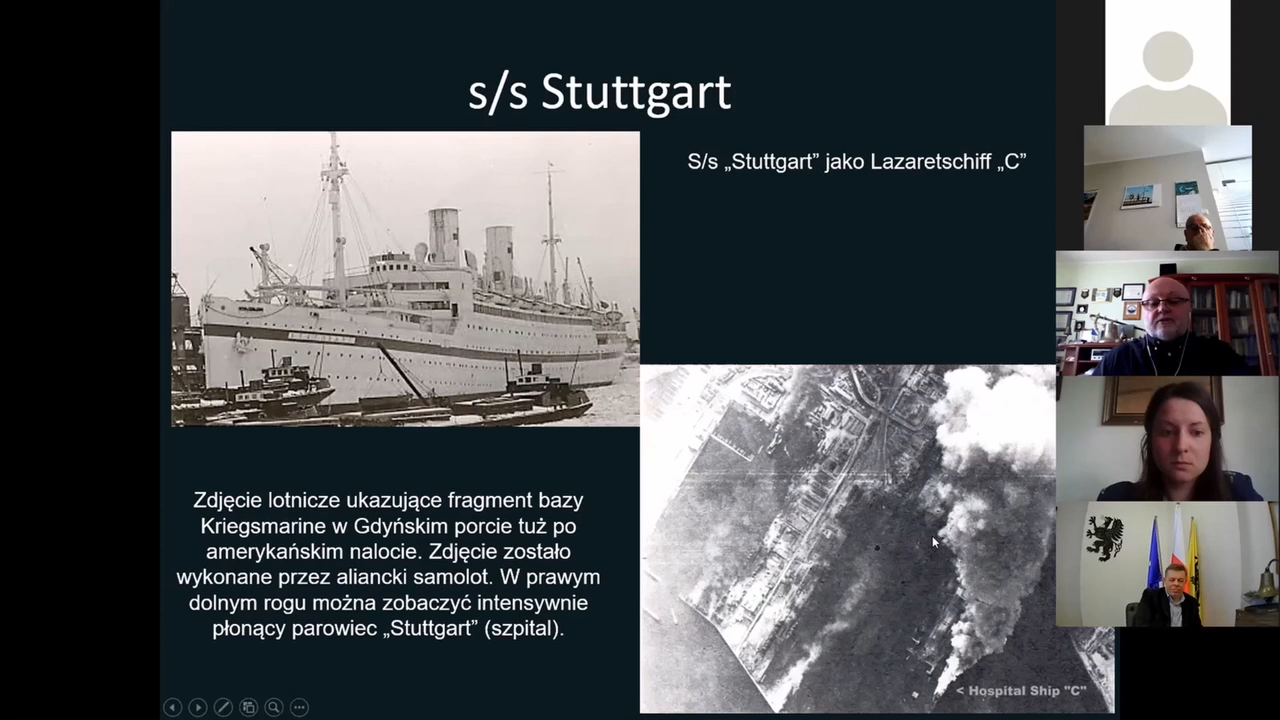 s/s Stuttgart
S/s „Stuttgart” jako Lazaretschiff „C”
Zdjęcie lotnicze ukazujące fragment bazy
Kriegsmarine w Gdyńskim porcie tuż po
amerykańskim nalocie. Zdjęcie zostało
wykonane przez aliancki samolot. W prawym
dolnym rogu można zobaczyć intensywnie
płonący parowiec „Stuttgart” (szpital).
< Hospital Ship "C"